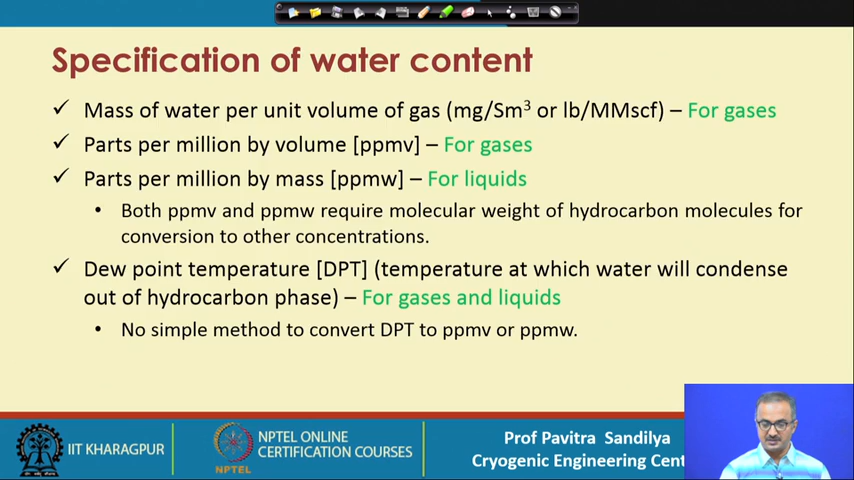 Specification of water content
✓ Mass of water per unit volume of gas (mg/Sm³ or lb/MMscf) – For gases
✓ Parts per million by volume [ppmv] – For gases
✓ Parts per million by mass [ppmw] – For liquids
• Both ppmv and ppmw require molecular weight of hydrocarbon molecules for
conversion to other concentrations.
✓ Dew point temperature [DPT] (temperature at which water will condense
out of hydrocarbon phase) – For gases and liquids
• No simple method to convert DPT to ppmv or ppmw.
IIT KHARAGPUR
NPTEL
NPTEL ONLINE
CERTIFICATION COURSES
Prof Pavitra Sandilya
Cryogenic Engineering Cent